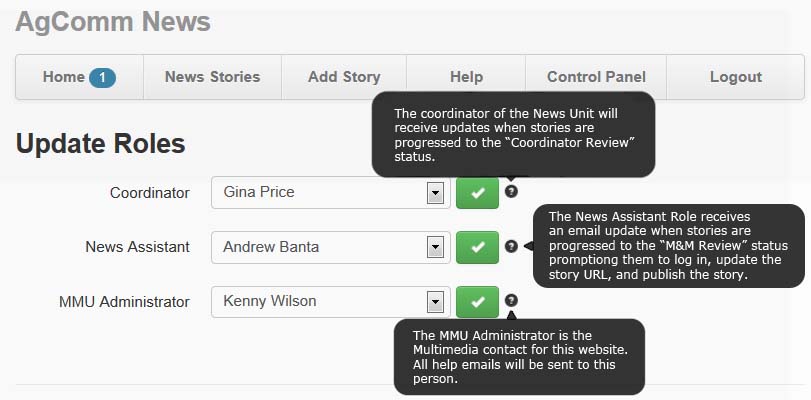 AgComm News
Home 1 News Stories Add Story Help Control Panel Logout
The coordinator of the News Unit will
receive updates when stories are
progressed to the “Coordinator Review”
status.
Update Roles
Coordinator Gina Price ?
The News Assistant Role receives
an email update when stories are
progressed to the “M&M Review” status
promptiong them to log in, update the
story URL, and publish the story.
News Assistant Andrew Banta ?
MMU Administrator Kenny Wilson ?
The MMU Administrator is the
Multimedia contact for this website.
All help emails will be sent to this
person.